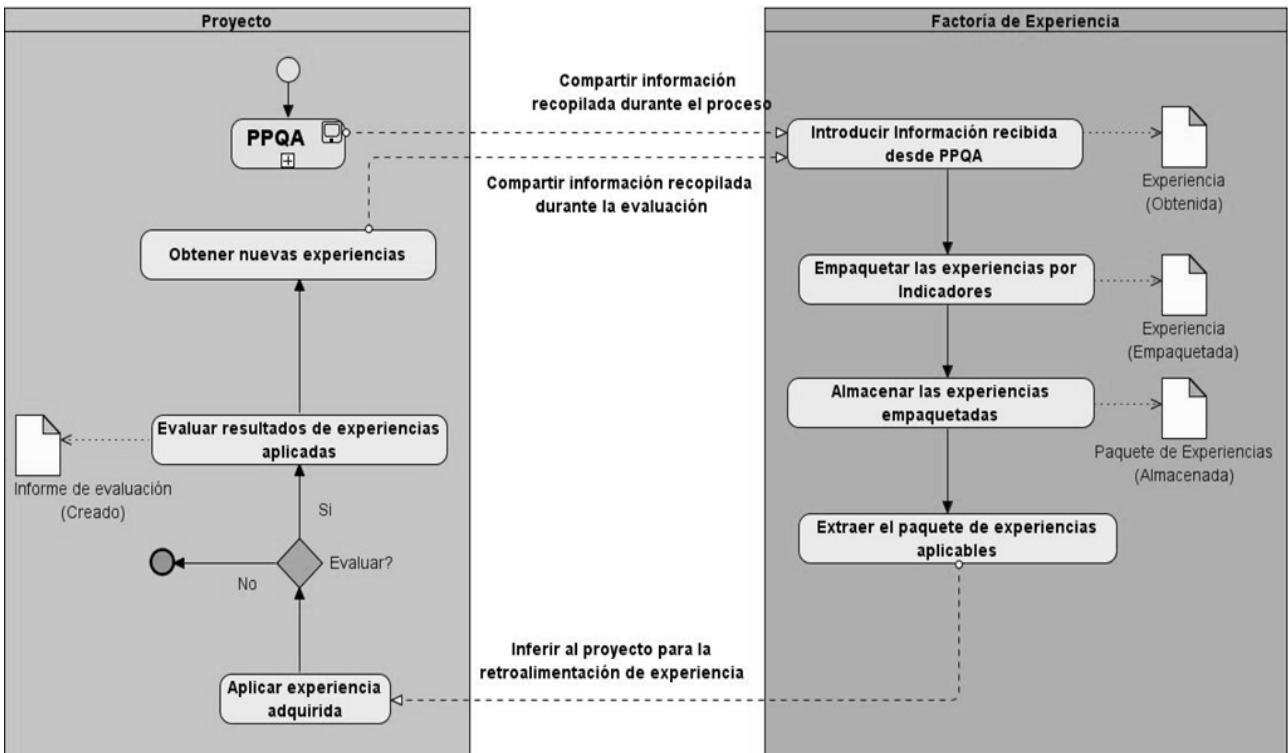 Proyecto
Factoría de Experiencia
PPQA
Compartir información
recopilada durante el proceso
Introducir Información recibida
desde PPQA
Experiencia
(Obtenida)
Compartir información recopilada
durante la evaluación
Obtener nuevas experiencias
Empaquetar las experiencias por
Indicadores
Experiencia
(Empaquetada)
Almacenar las experiencias
empaquetadas
Paquete de Experiencias
(Almacenada)
Evaluar resultados de experiencias
aplicadas
Informe de evaluación
(Creado)
Si
Extraer el paquete de experiencias
aplicables
Evaluar?
No
Inferir al proyecto para la
retroalimentación de experiencia
Aplicar experiencia
adquirida